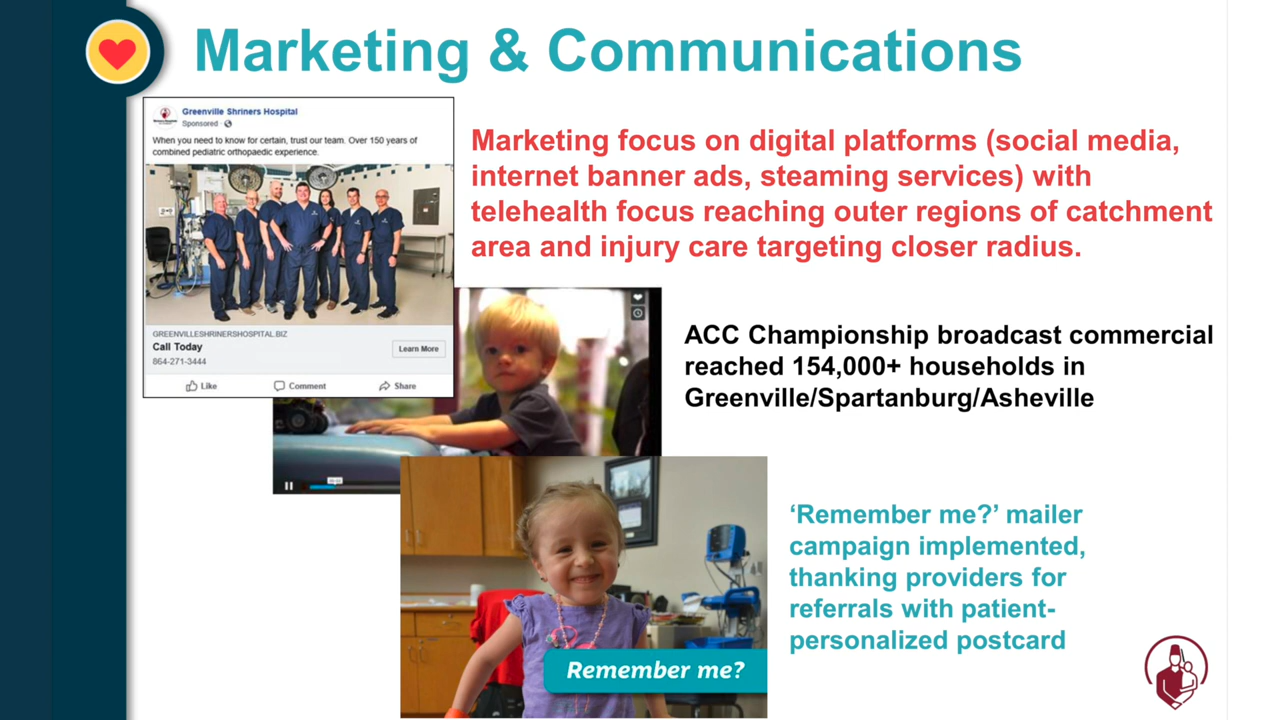 Marketing & Communications
Greenville Shriners Hospital
Sponsored ·
When you need to know for certain, trust our team. Over 150 years of
combined pediatric orthopaedic experience.
GREENVILLESHRINERSHOSPITAL.BIZ
Call Today
864-271-3444
Learn More
Like
Comment
Share
Marketing focus on digital platforms (social media,
internet banner ads, steaming services) with
telehealth focus reaching outer regions of catchment
area and injury care targeting closer radius.
ACC Championship broadcast commercial
reached 154,000+ households in
Greenville/Spartanburg/Asheville
‘Remember me?’ mailer
campaign implemented,
thanking providers for
referrals with patient-
personalized postcard
Remember me?